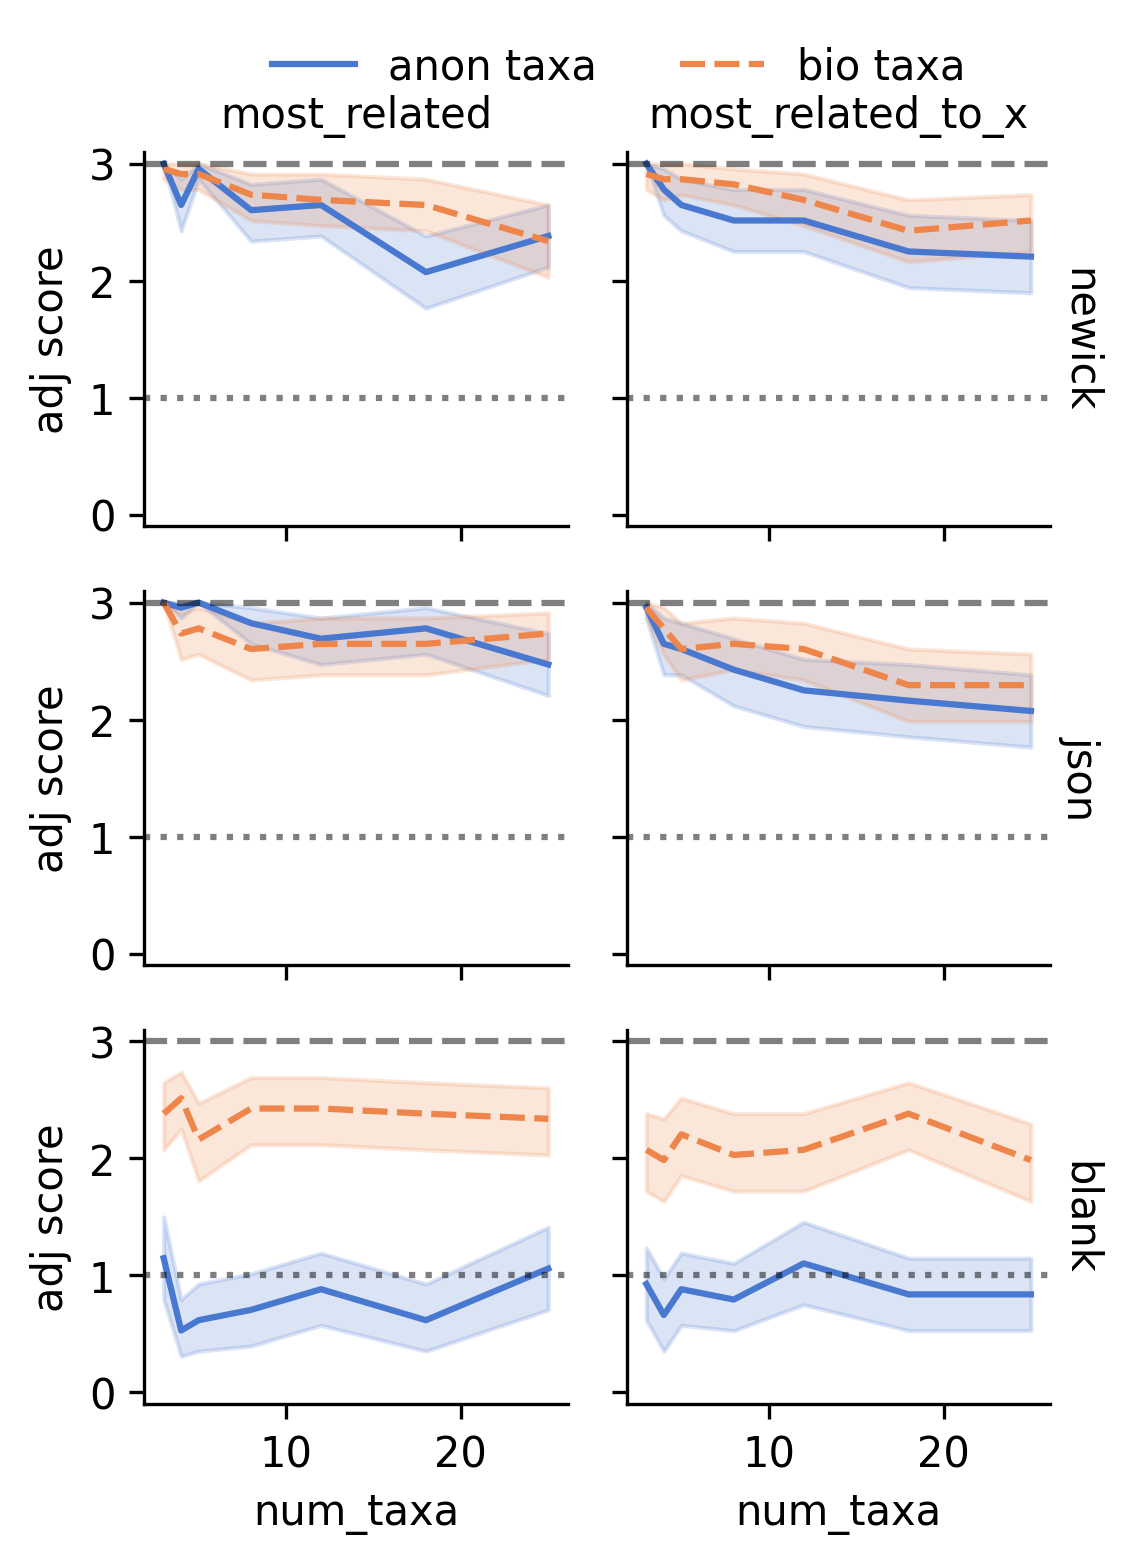 anon taxa bio taxa
most_related most_related_to_x
3
2
1
0
adj score
newick
3
2
1
0
adj score
json
3
2
1
0
adj score
blank
10 20 10 20
num_taxa num_taxa